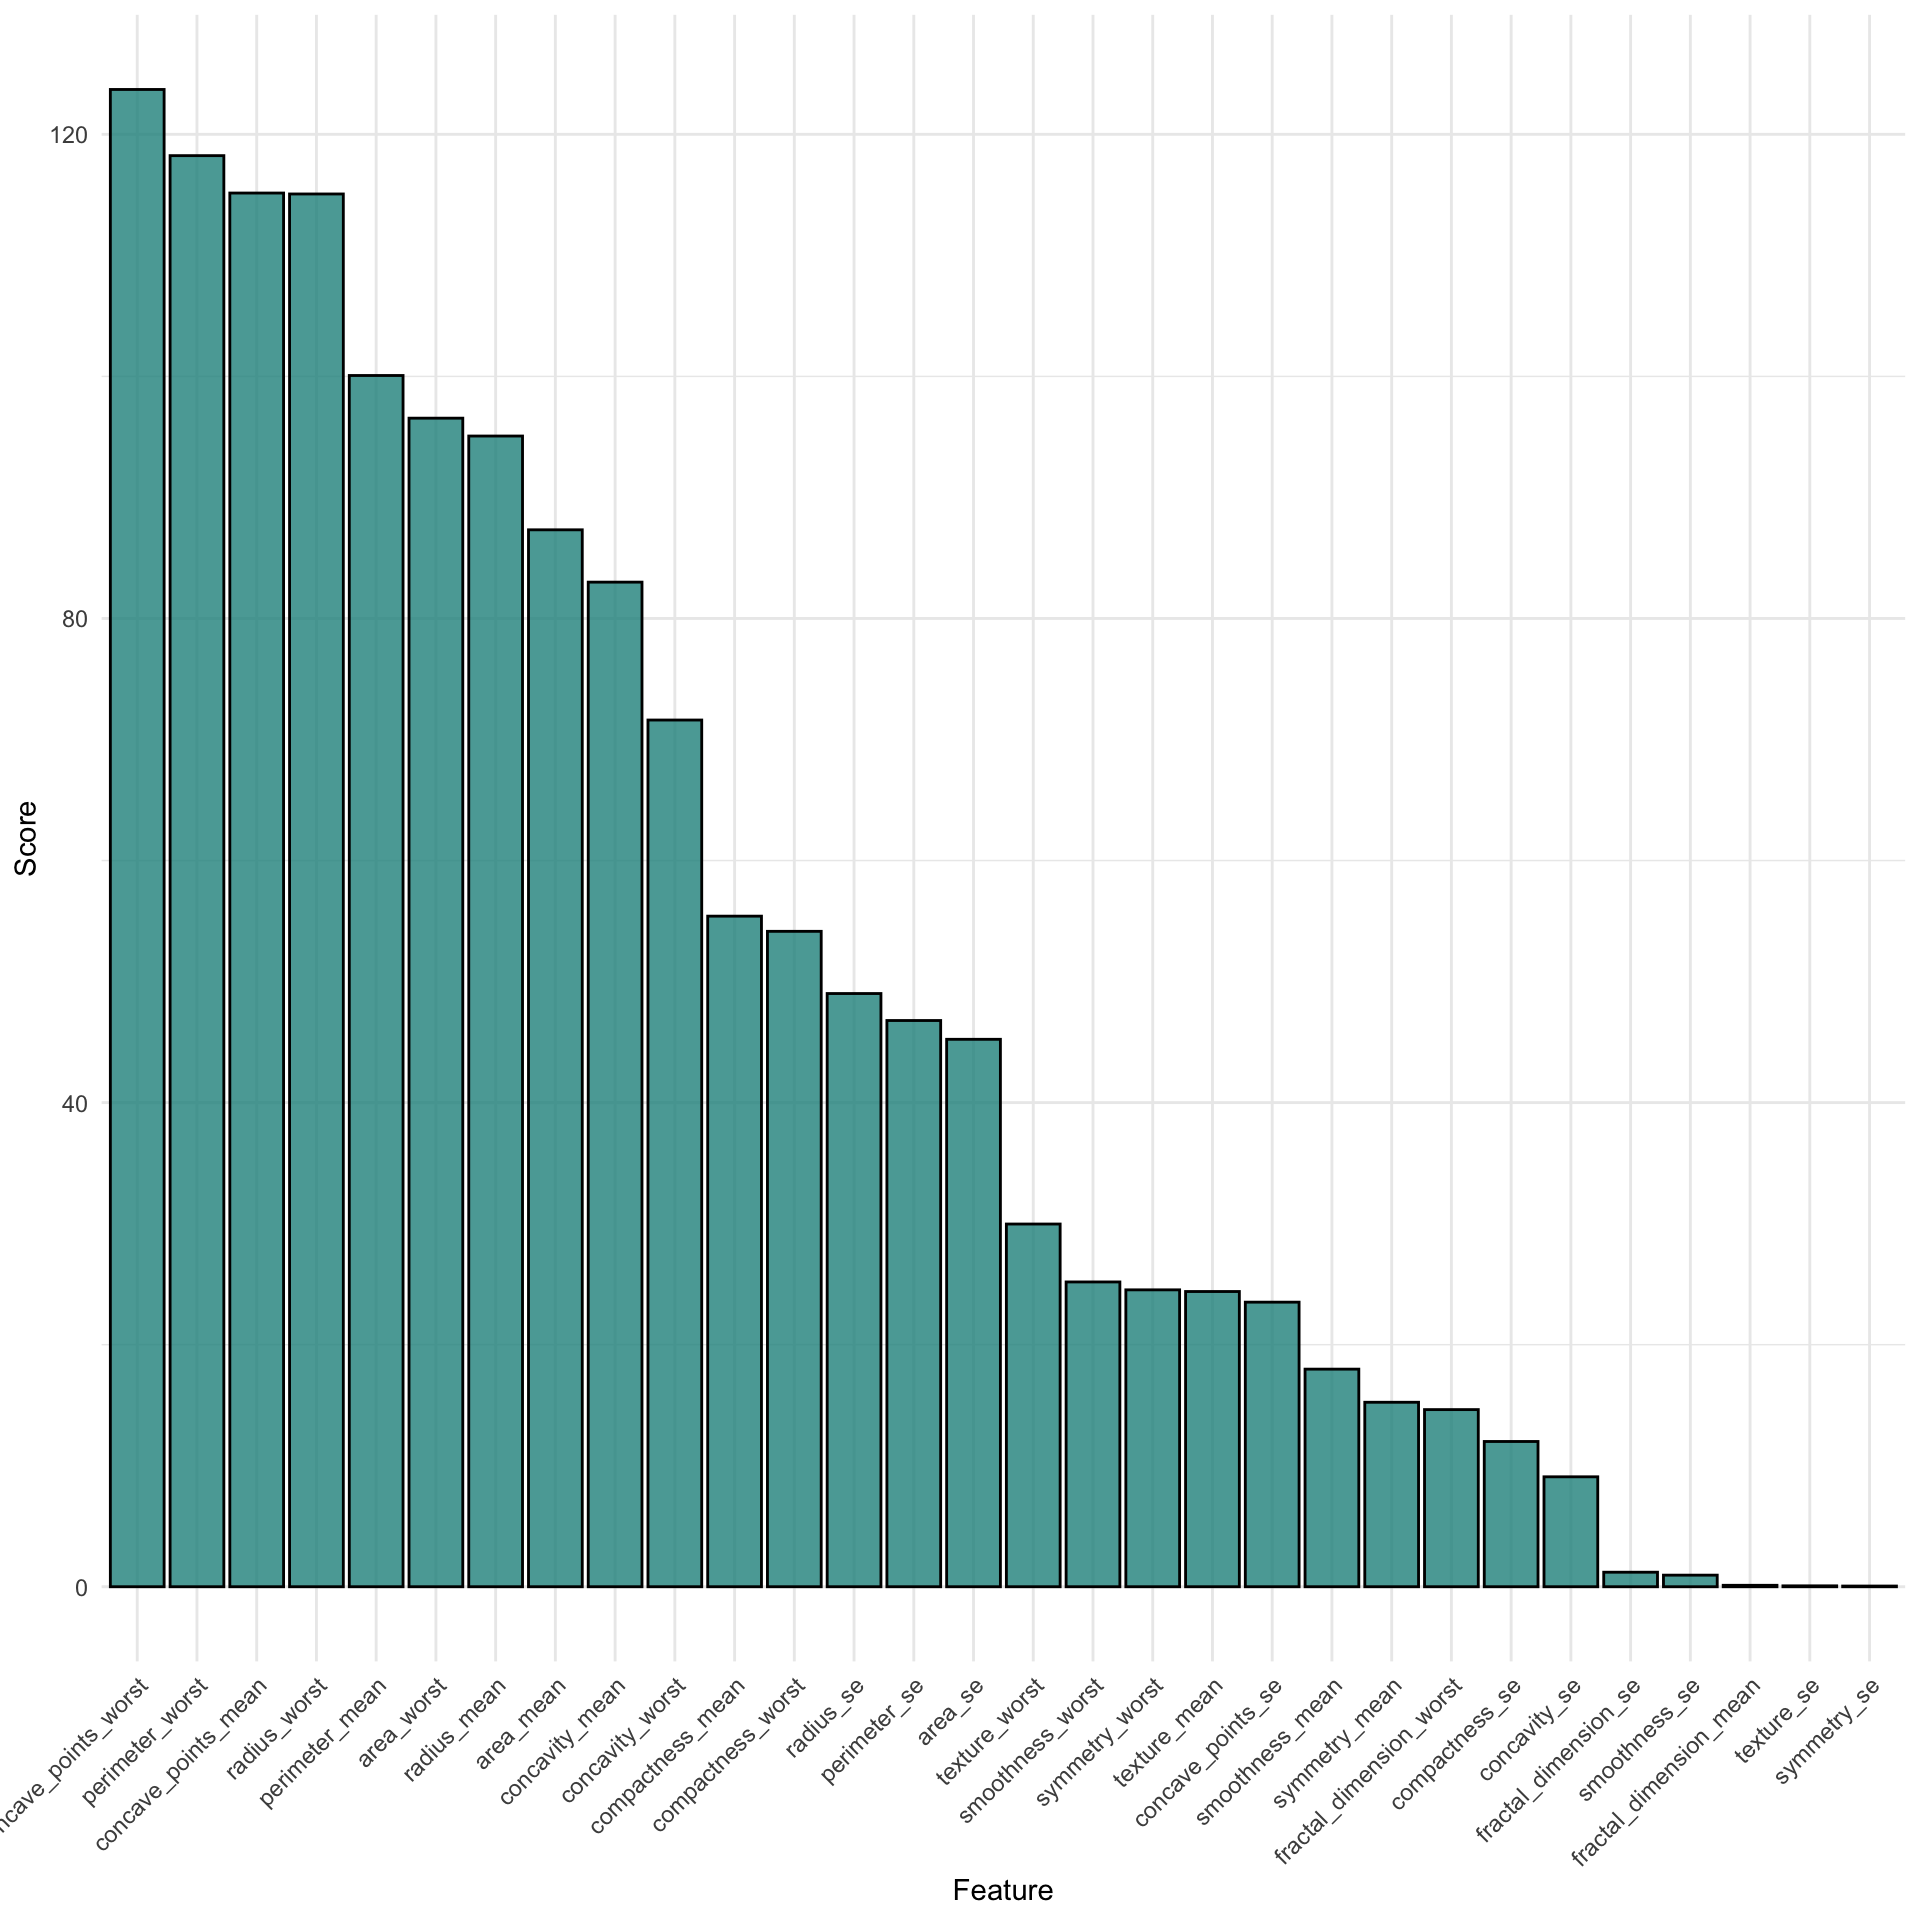 120
80
40
0
Score
ncave_points_worst
perimeter_worst
concave_points_mean
radius_worst
perimeter_mean
area_worst
radius_mean
area_mean
concavity_mean
concavity_worst
compactness_mean
compactness_worst
radius_se
perimeter_se
area_se
texture_worst
smoothness_worst
symmetry_worst
texture_mean
concave_points_se
smoothness_mean
symmetry_mean
fractal_dimension_worst
compactness_se
concavity_se
fractal_dimension_se
smoothness_se
fractal_dimension_mean
texture_se
symmetry_se
Feature